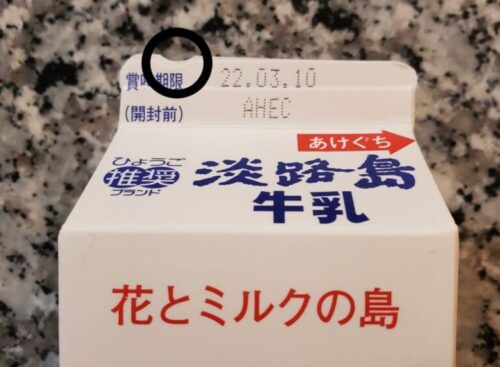 賞味期限 22.03.10
(開封前) AHEC
あけぐち
ひょうご
推奨
ブランド
淡路島
牛乳
花とミルクの島